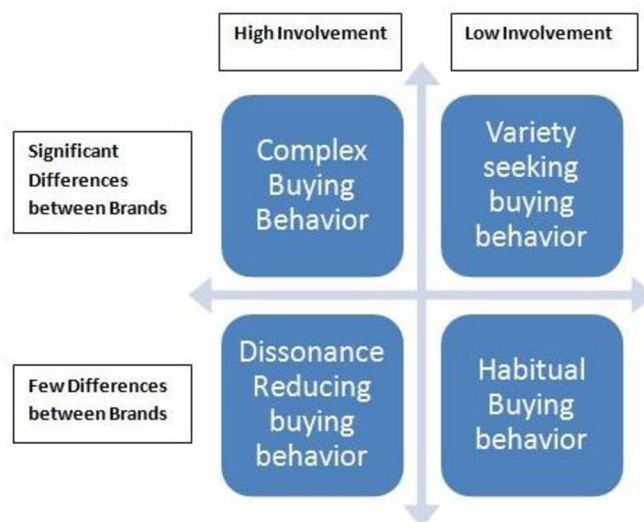 High Involvement
Low Involvement
Significant
Differences
between Brands
Complex
Buying
Behavior
Variety
seeking
buying
behavior
Few Differences
between Brands
Dissonance
Reducing
buying
behavior
Habitual
Buying
behavior